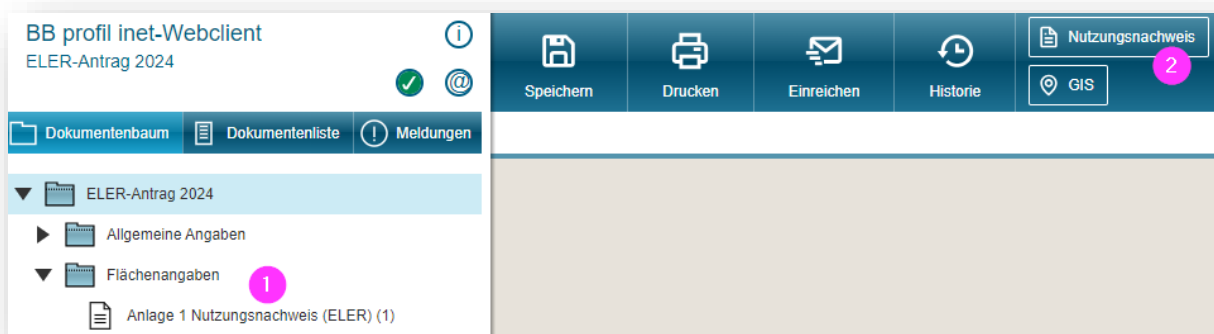 BB profil inet-Webclient
ELER-Antrag 2024
Speichern
Drucken
Einreichen
Historie
Nutzungsnachweis
2
GIS
Dokumentenbaum
Dokumentenliste
Meldungen
ELER-Antrag 2024
Allgemeine Angaben
Flächenangaben
1
Anlage 1 Nutzungsnachweis (ELER) (1)